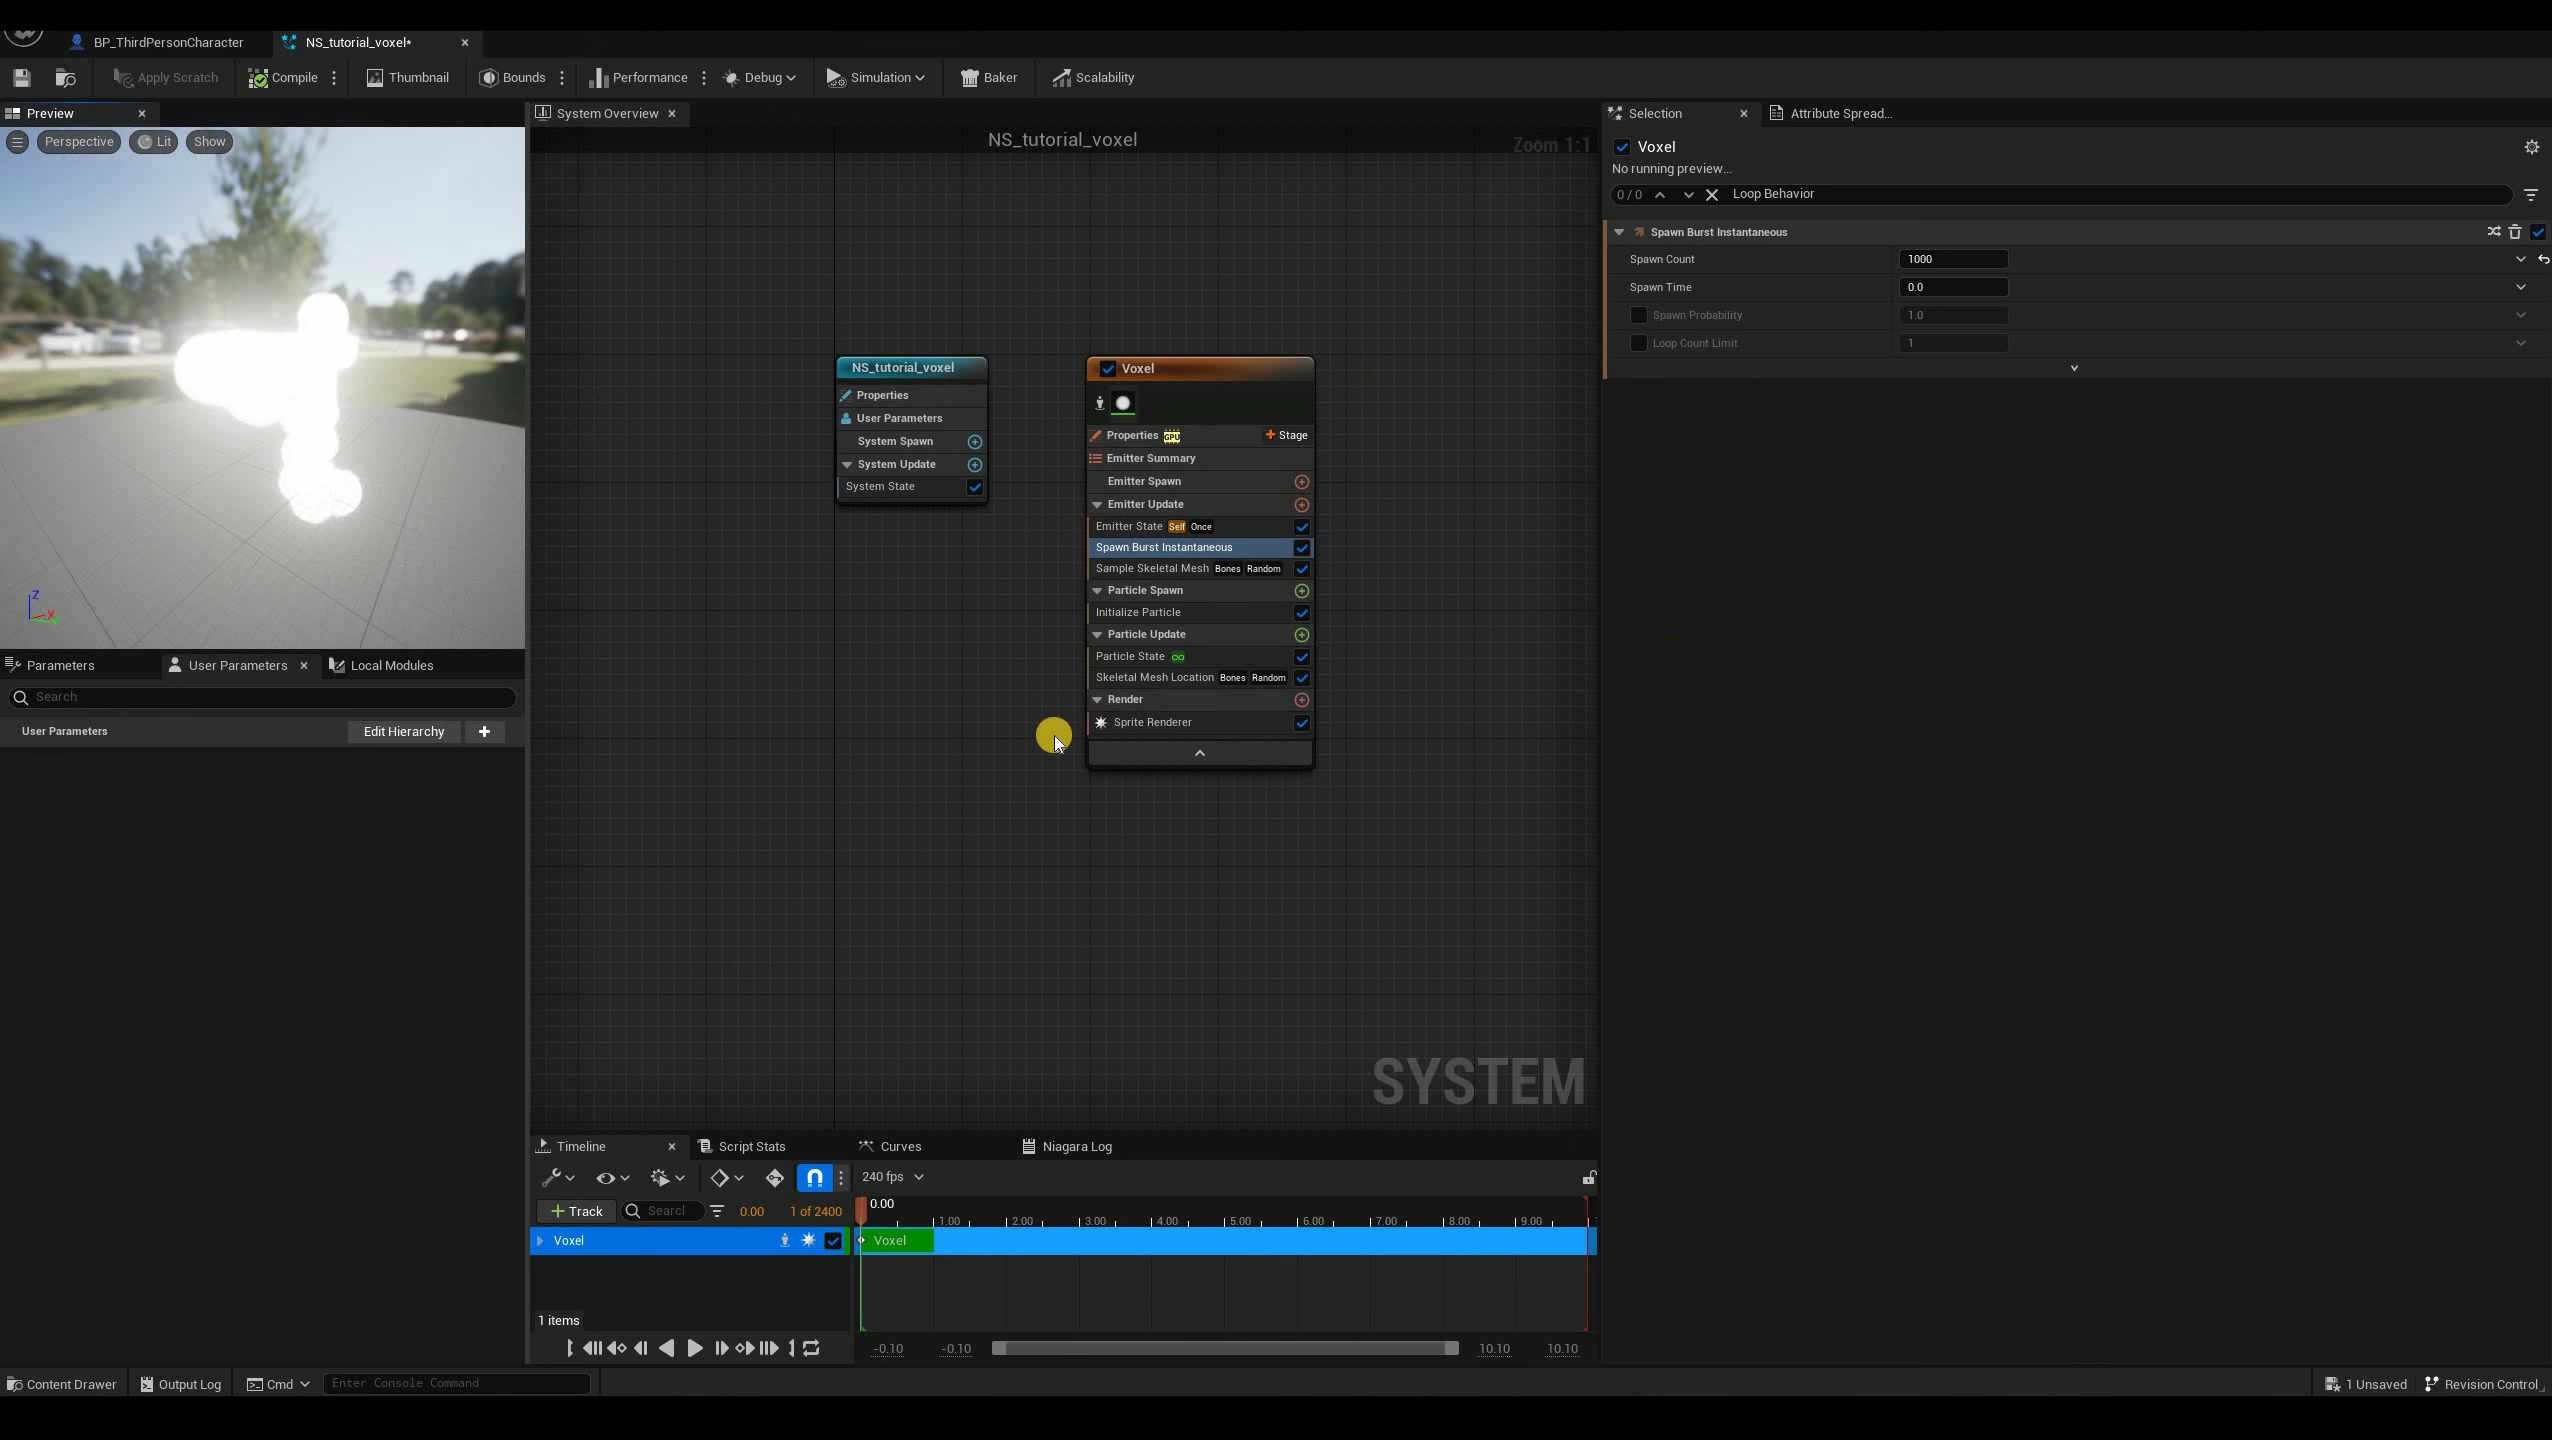 BP_ThirdPersonCharacter
NS_tutorial_voxel*
Apply Scratch
Compile
Thumbnail
Bounds
Performance
Debug
Simulation
Baker
Scalability
Preview
System Overview
Selection
Attribute Spread...
Perspective
Lit
Show
NS_tutorial_voxel
Zoom 1:1
Voxel
No running preview...
0 / 0
Loop Behavior
Spawn Burst Instantaneous
Spawn Count
1000
Spawn Time
0.0
Spawn Probability
1.0
Loop Count Limit
1
NS_tutorial_voxel
Properties
User Parameters
System Spawn
System Update
System State
Voxel
Properties GPU
Stage
Emitter Summary
Emitter Spawn
Emitter Update
Emitter State Self Once
Spawn Burst Instantaneous
Sample Skeletal Mesh Bones Random
Particle Spawn
Initialize Particle
Particle Update
Particle State
Skeletal Mesh Location Bones Random
Render
Sprite Renderer
Z
X
Y
Parameters
User Parameters
Local Modules
Search
User Parameters
Edit Hierarchy
SYSTEM
Timeline
Script Stats
Curves
Niagara Log
240 fps
0.00
+ Track
Searcl
0.00
1 of 2400
1.00
2.00
3.00
4.00
5.00
6.00
7.00
8.00
9.00
Voxel
Voxel
1 items
-0.10
-0.10
10.10
10.10
Content Drawer
Output Log
Cmd
Enter Console Command
1 Unsaved
Revision Control